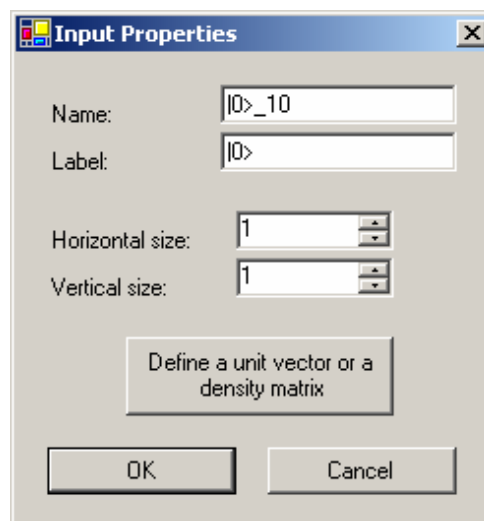 Input Properties
Name: |0>_10
Label: |0>
Horizontal size: 1
Vertical size: 1
Define a unit vector or a
density matrix
OK Cancel